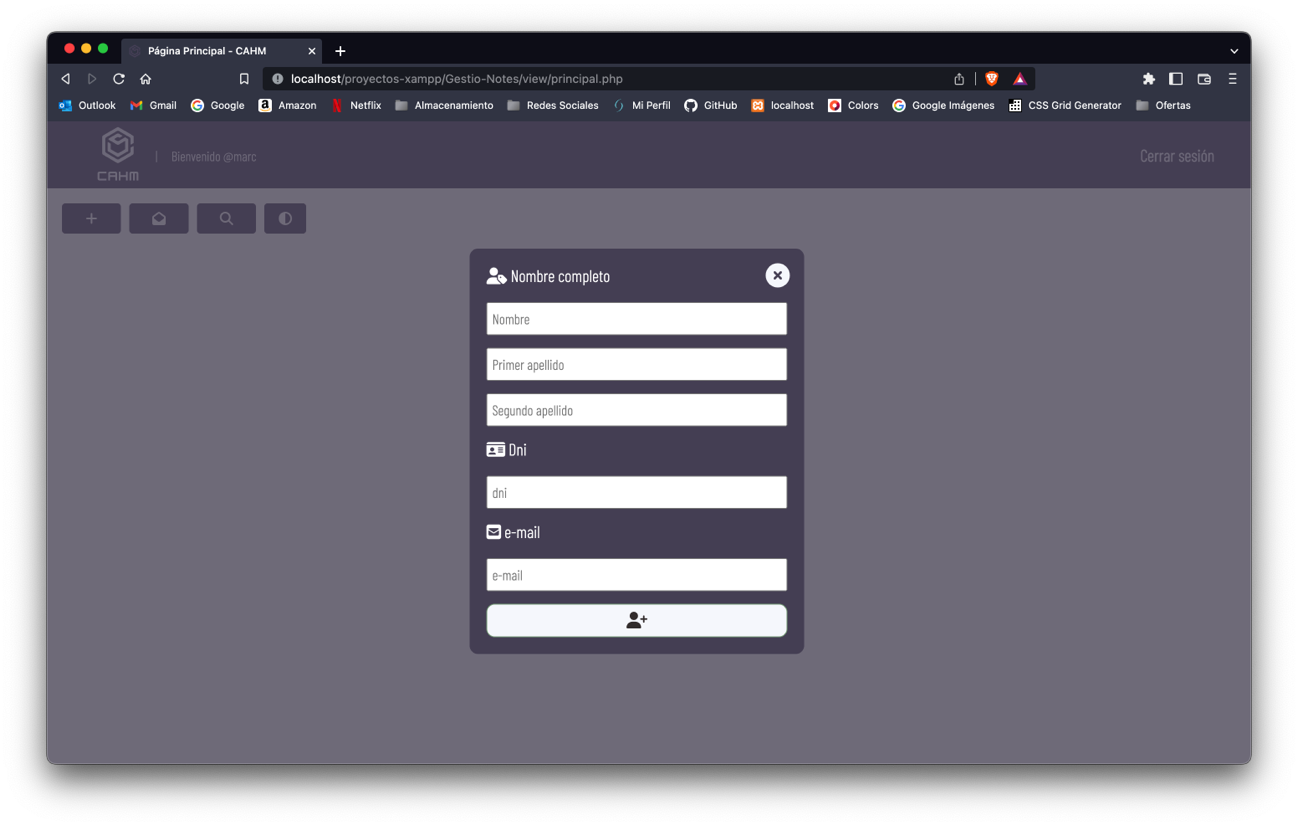 Página Principal - CAHM
localhost/proyectos-xampp/Gestio-Notes/view/principal.php
Outlook Gmail Google Amazon Netflix Almacenamiento Redes Sociales Mi Perfil GitHub localhost Colors Google Imágenes CSS Grid Generator Ofertas
CAHM | Bienvenido @marc Cerrar sesión
Nombre completo
Nombre
Primer apellido
Segundo apellido
Dni
dni
e-mail
e-mail